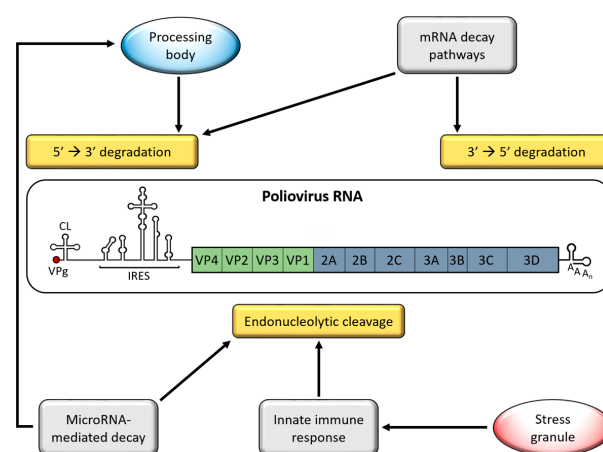 Processing
body
mRNA decay
pathways
5’ → 3’ degradation
3’ → 5’ degradation
Poliovirus RNA
CL
VPg
IRES
VP4 VP2 VP3 VP1 2A 2B 2C 3A 3B 3C 3D
AAAn
Endonucleolytic cleavage
MicroRNA-
mediated decay
Innate immune
response
Stress
granule